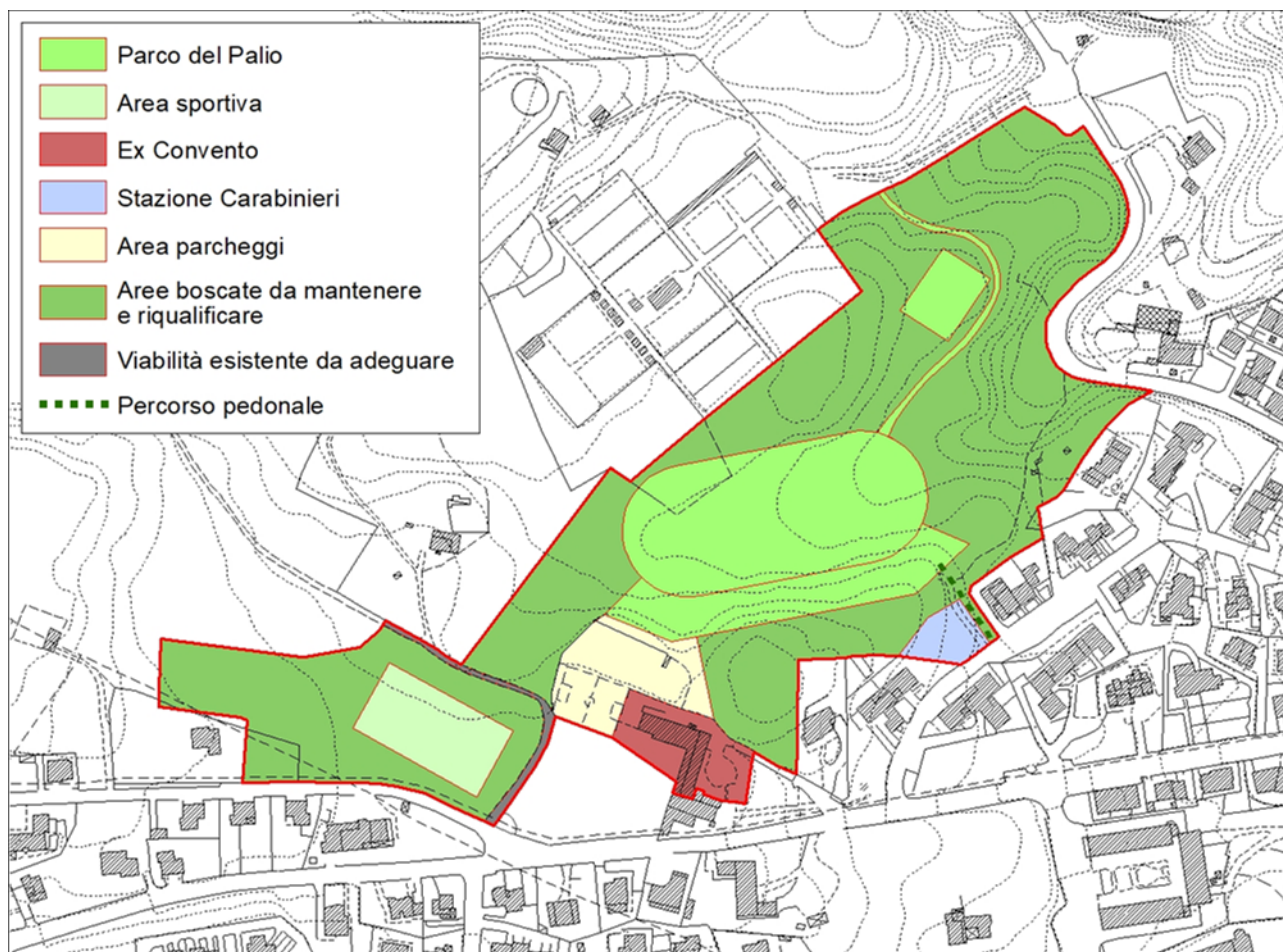 Parco del Palio
Area sportiva
Ex Convento
Stazione Carabinieri
Area parcheggi
Aree boscate da mantenere
e riqualificare
Viabilità esistente da adeguare
Percorso pedonale